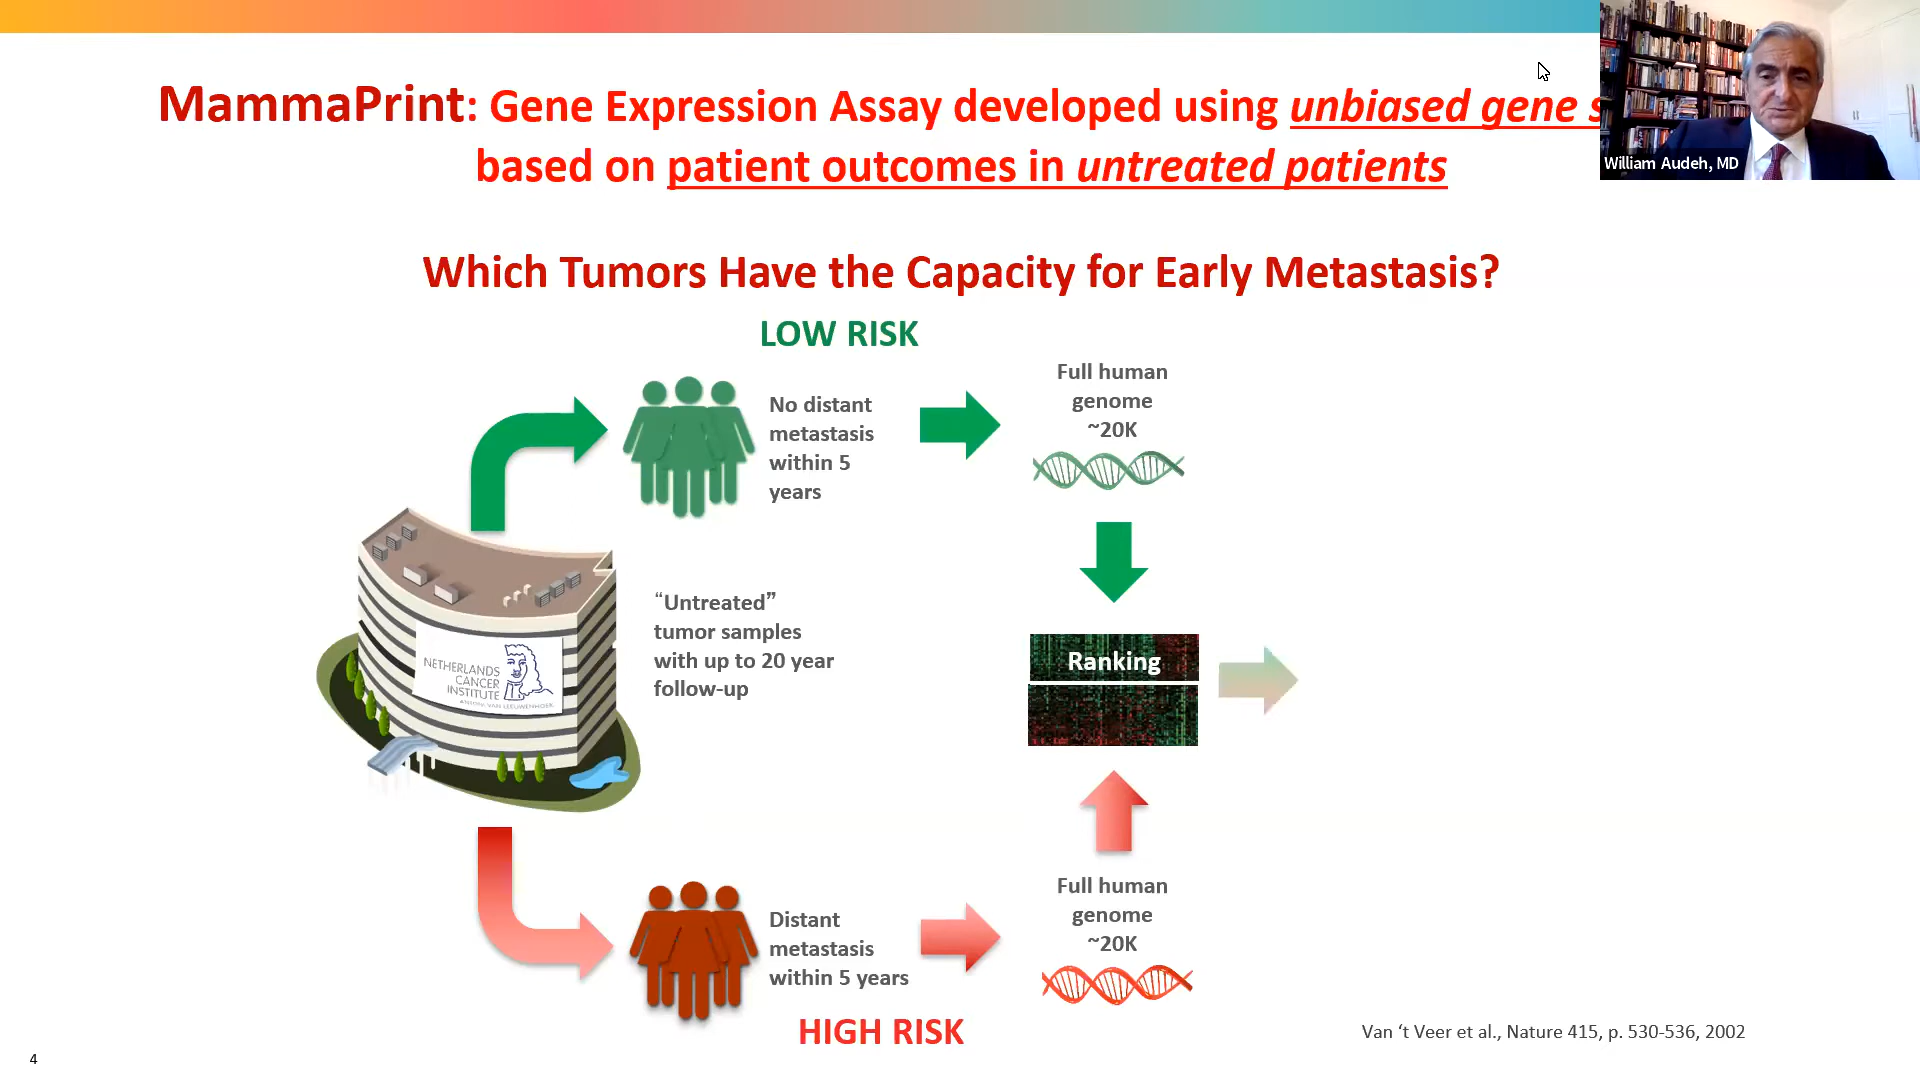 MammaPrint: Gene Expression Assay developed using unbiased gene s
based on patient outcomes in untreated patients
William Audeh, MD
Which Tumors Have the Capacity for Early Metastasis?
LOW RISK
No distant
metastasis
within 5
years
Full human
genome
~20K
“Untreated”
tumor samples
with up to 20 year
follow-up
NETHERLANDS
CANCER
INSTITUTE
ANTONI VAN LEEUWENHOEK
Ranking
Distant
metastasis
within 5 years
Full human
genome
~20K
HIGH RISK
Van ‘t Veer et al., Nature 415, p. 530-536, 2002
4